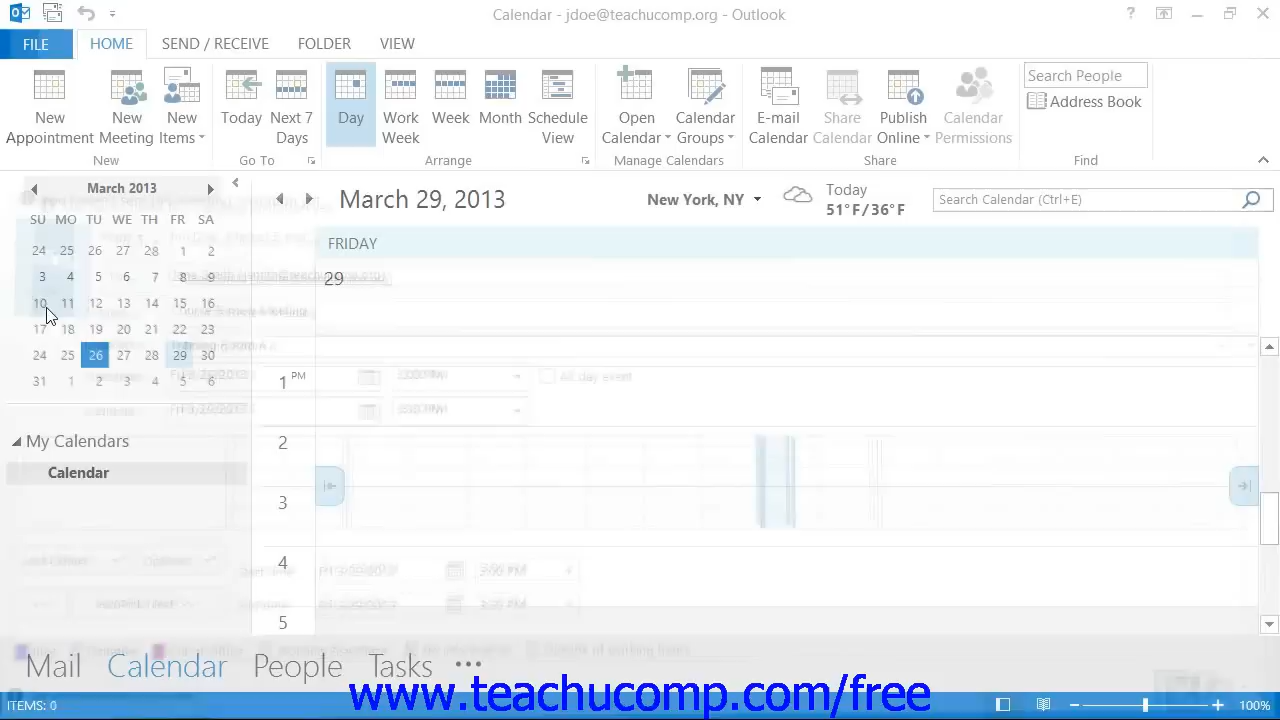 Calendar - jdoe@teachucomp.org - Outlook
FILE HOME SEND / RECEIVE FOLDER VIEW
New Appointment
New Meeting
New Items
New
Today
Next 7 Days
Go To
Day
Work Week
Week
Month
Schedule View
Arrange
Open Calendar
Calendar Groups
Manage Calendars
E-mail Calendar
Share Calendar
Publish Online
Calendar Permissions
Share
Search People
Address Book
Find
March 2013
SU MO TU WE TH FR SA
24 25 26 27 28 1 2
3 4 5 6 7 8 9
10 11 12 13 14 15 16
17 18 19 20 21 22 23
24 25 26 27 28 29 30
31 1 2 3 4 5 6
My Calendars
Calendar
March 29, 2013
New York, NY
Today
51°F/36°F
Search Calendar (Ctrl+E)
FRIDAY
29
1 PM
All day event
2
3
4
5
Mail Calendar People Tasks •••
www.teachucomp.com/free
ITEMS: 0
100%